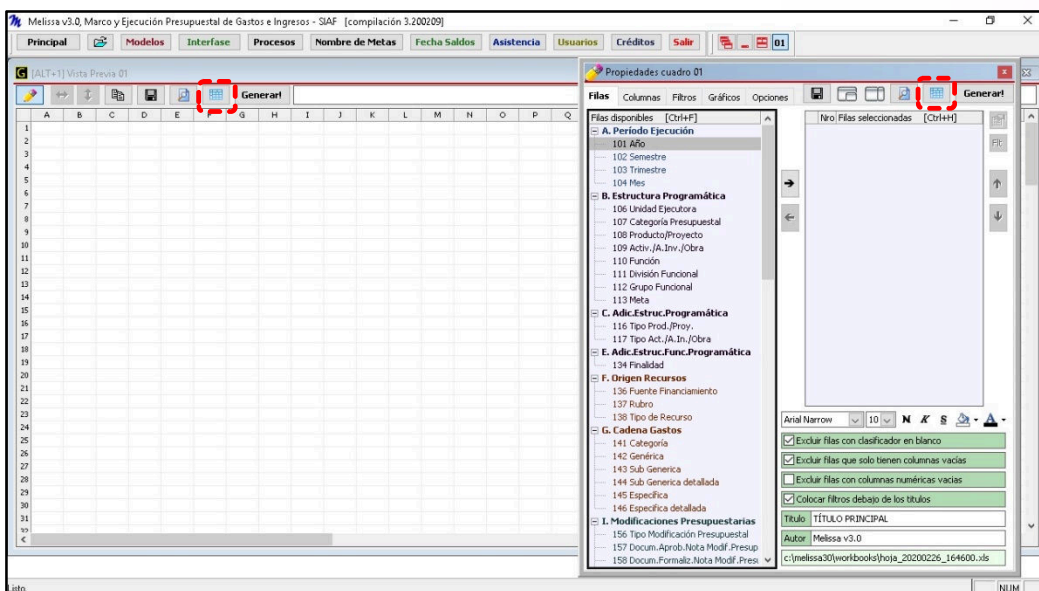 Melissa v3.0, Marco y Ejecución Presupuestal de Gastos e Ingresos - SIAF [compilación 3.200209]
Principal Modelos Interfase Procesos Nombre de Metas Fecha Saldos Asistencia Usuarios Créditos Salir 01
[ALT+1] Vista Previa 01
Generar!
A B C D E F G H I J K L M N O P Q
1
2
3
4
5
6
7
8
9
10
11
12
13
14
15
16
17
18
19
20
21
22
23
24
25
26
27
28
29
30
31
32
Propiedades cuadro 01
Filas Columnas Filtros Gráficos Opciones Generar!
Filas disponibles [Ctrl+F]
A. Período Ejecución
101 Año
102 Semestre
103 Trimestre
104 Mes
B. Estructura Programática
106 Unidad Ejecutora
107 Categoría Presupuestal
108 Producto/Proyecto
109 Activ./A.Inv./Obra
110 Función
111 División Funcional
112 Grupo Funcional
113 Meta
C. Adic.Estruc.Programática
116 Tipo Prod./Proy.
117 Tipo Act./A.In./Obra
E. Adic.Estruc.Func.Programática
134 Finalidad
F. Origen Recursos
136 Fuente Financiamiento
137 Rubro
138 Tipo de Recurso
G. Cadena Gastos
141 Categoría
142 Genérica
143 Sub Generica
144 Sub Generica detallada
145 Específica
146 Especifica detallada
I. Modificaciones Presupuestarias
156 Tipo Modificación Presupuestal
157 Docum.Aprob.Nota Modif.Presup
158 Docum.Formaliz.Nota Modif.Presu
Nro Filas seleccionadas [Ctrl+H]
Flt
Arial Narrow 10 N K S A
Excluir filas con clasificador en blanco
Excluir filas que solo tienen columnas vacías
Excluir filas con columnas numéricas vacias
Colocar filtros debajo de los titulos
Titulo TÍTULO PRINCIPAL
Autor Melissa v3.0
c:\melissa30\workbooks\hoja_20200226_164600.xls
Listo NUM